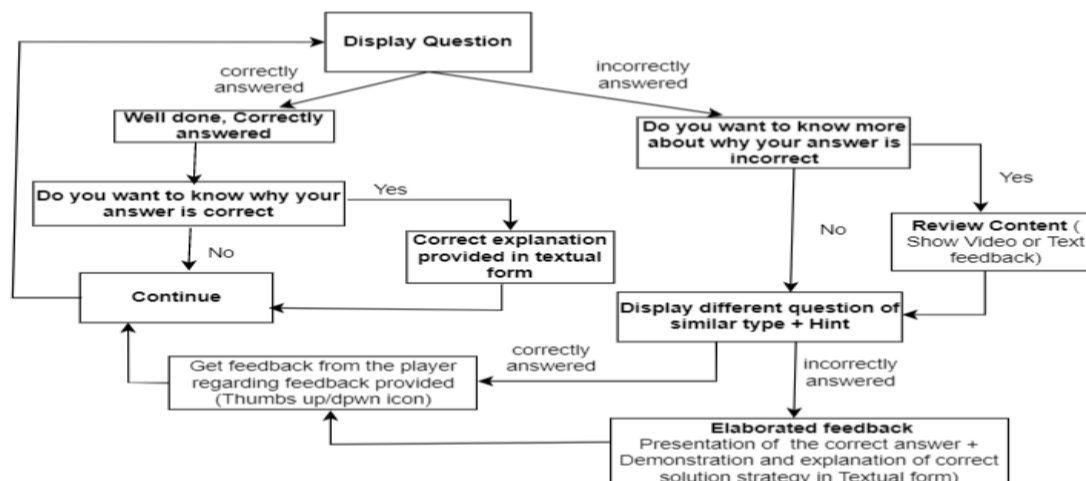 Display Question
correctly
answered
incorrectly
answered
Well done, Correctly
answered
Do you want to know more
about why your answer is
incorrect
Do you want to know why your
answer is correct
Yes
Yes
No
No
Review Content (
Show Video or Text
feedback)
Correct explanation
provided in textual
form
Continue
Display different question of
similar type + Hint
correctly
answered
incorrectly
answered
Get feedback from the player
regarding feedback provided
(Thumbs up/dpwn icon)
Elaborated feedback
Presentation of the correct answer +
Demonstration and explanation of correct
solution strategy in Textual form)